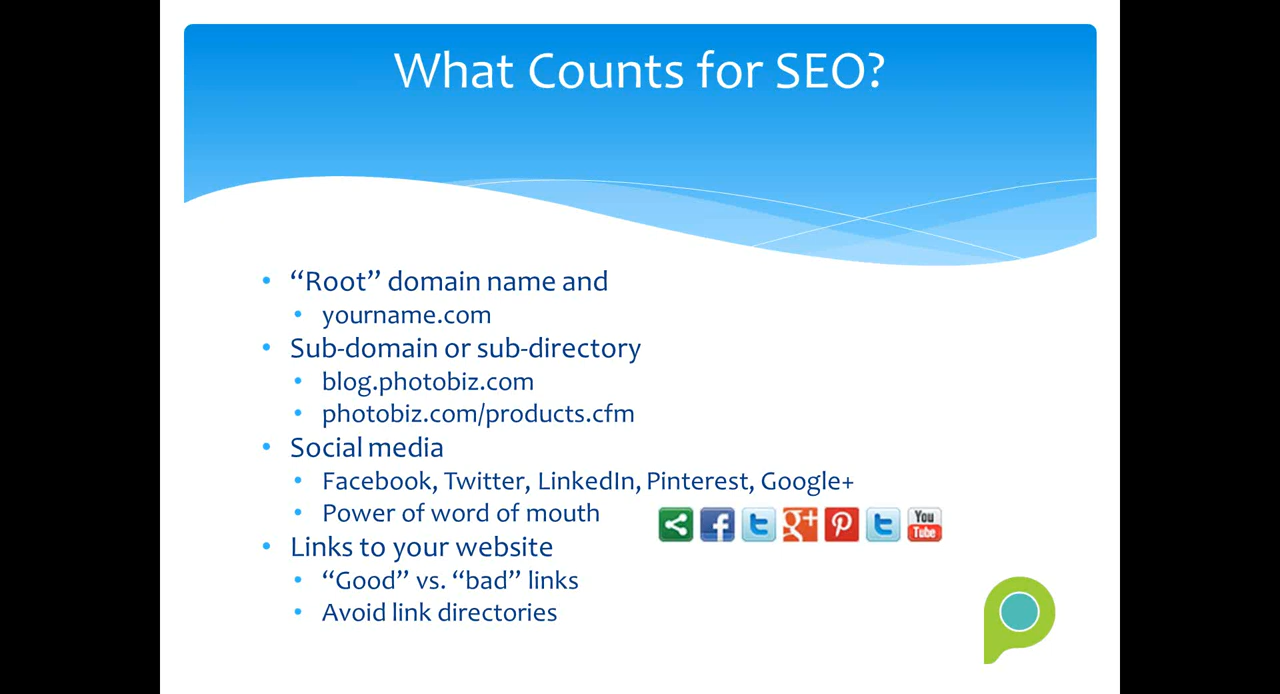 What Counts for SEO?
• “Root” domain name and
• yourname.com
• Sub-domain or sub-directory
• blog.photobiz.com
• photobiz.com/products.cfm
• Social media
• Facebook, Twitter, LinkedIn, Pinterest, Google+
• Power of word of mouth
f t g+ P t You Tube
• Links to your website
• “Good” vs. “bad” links
• Avoid link directories